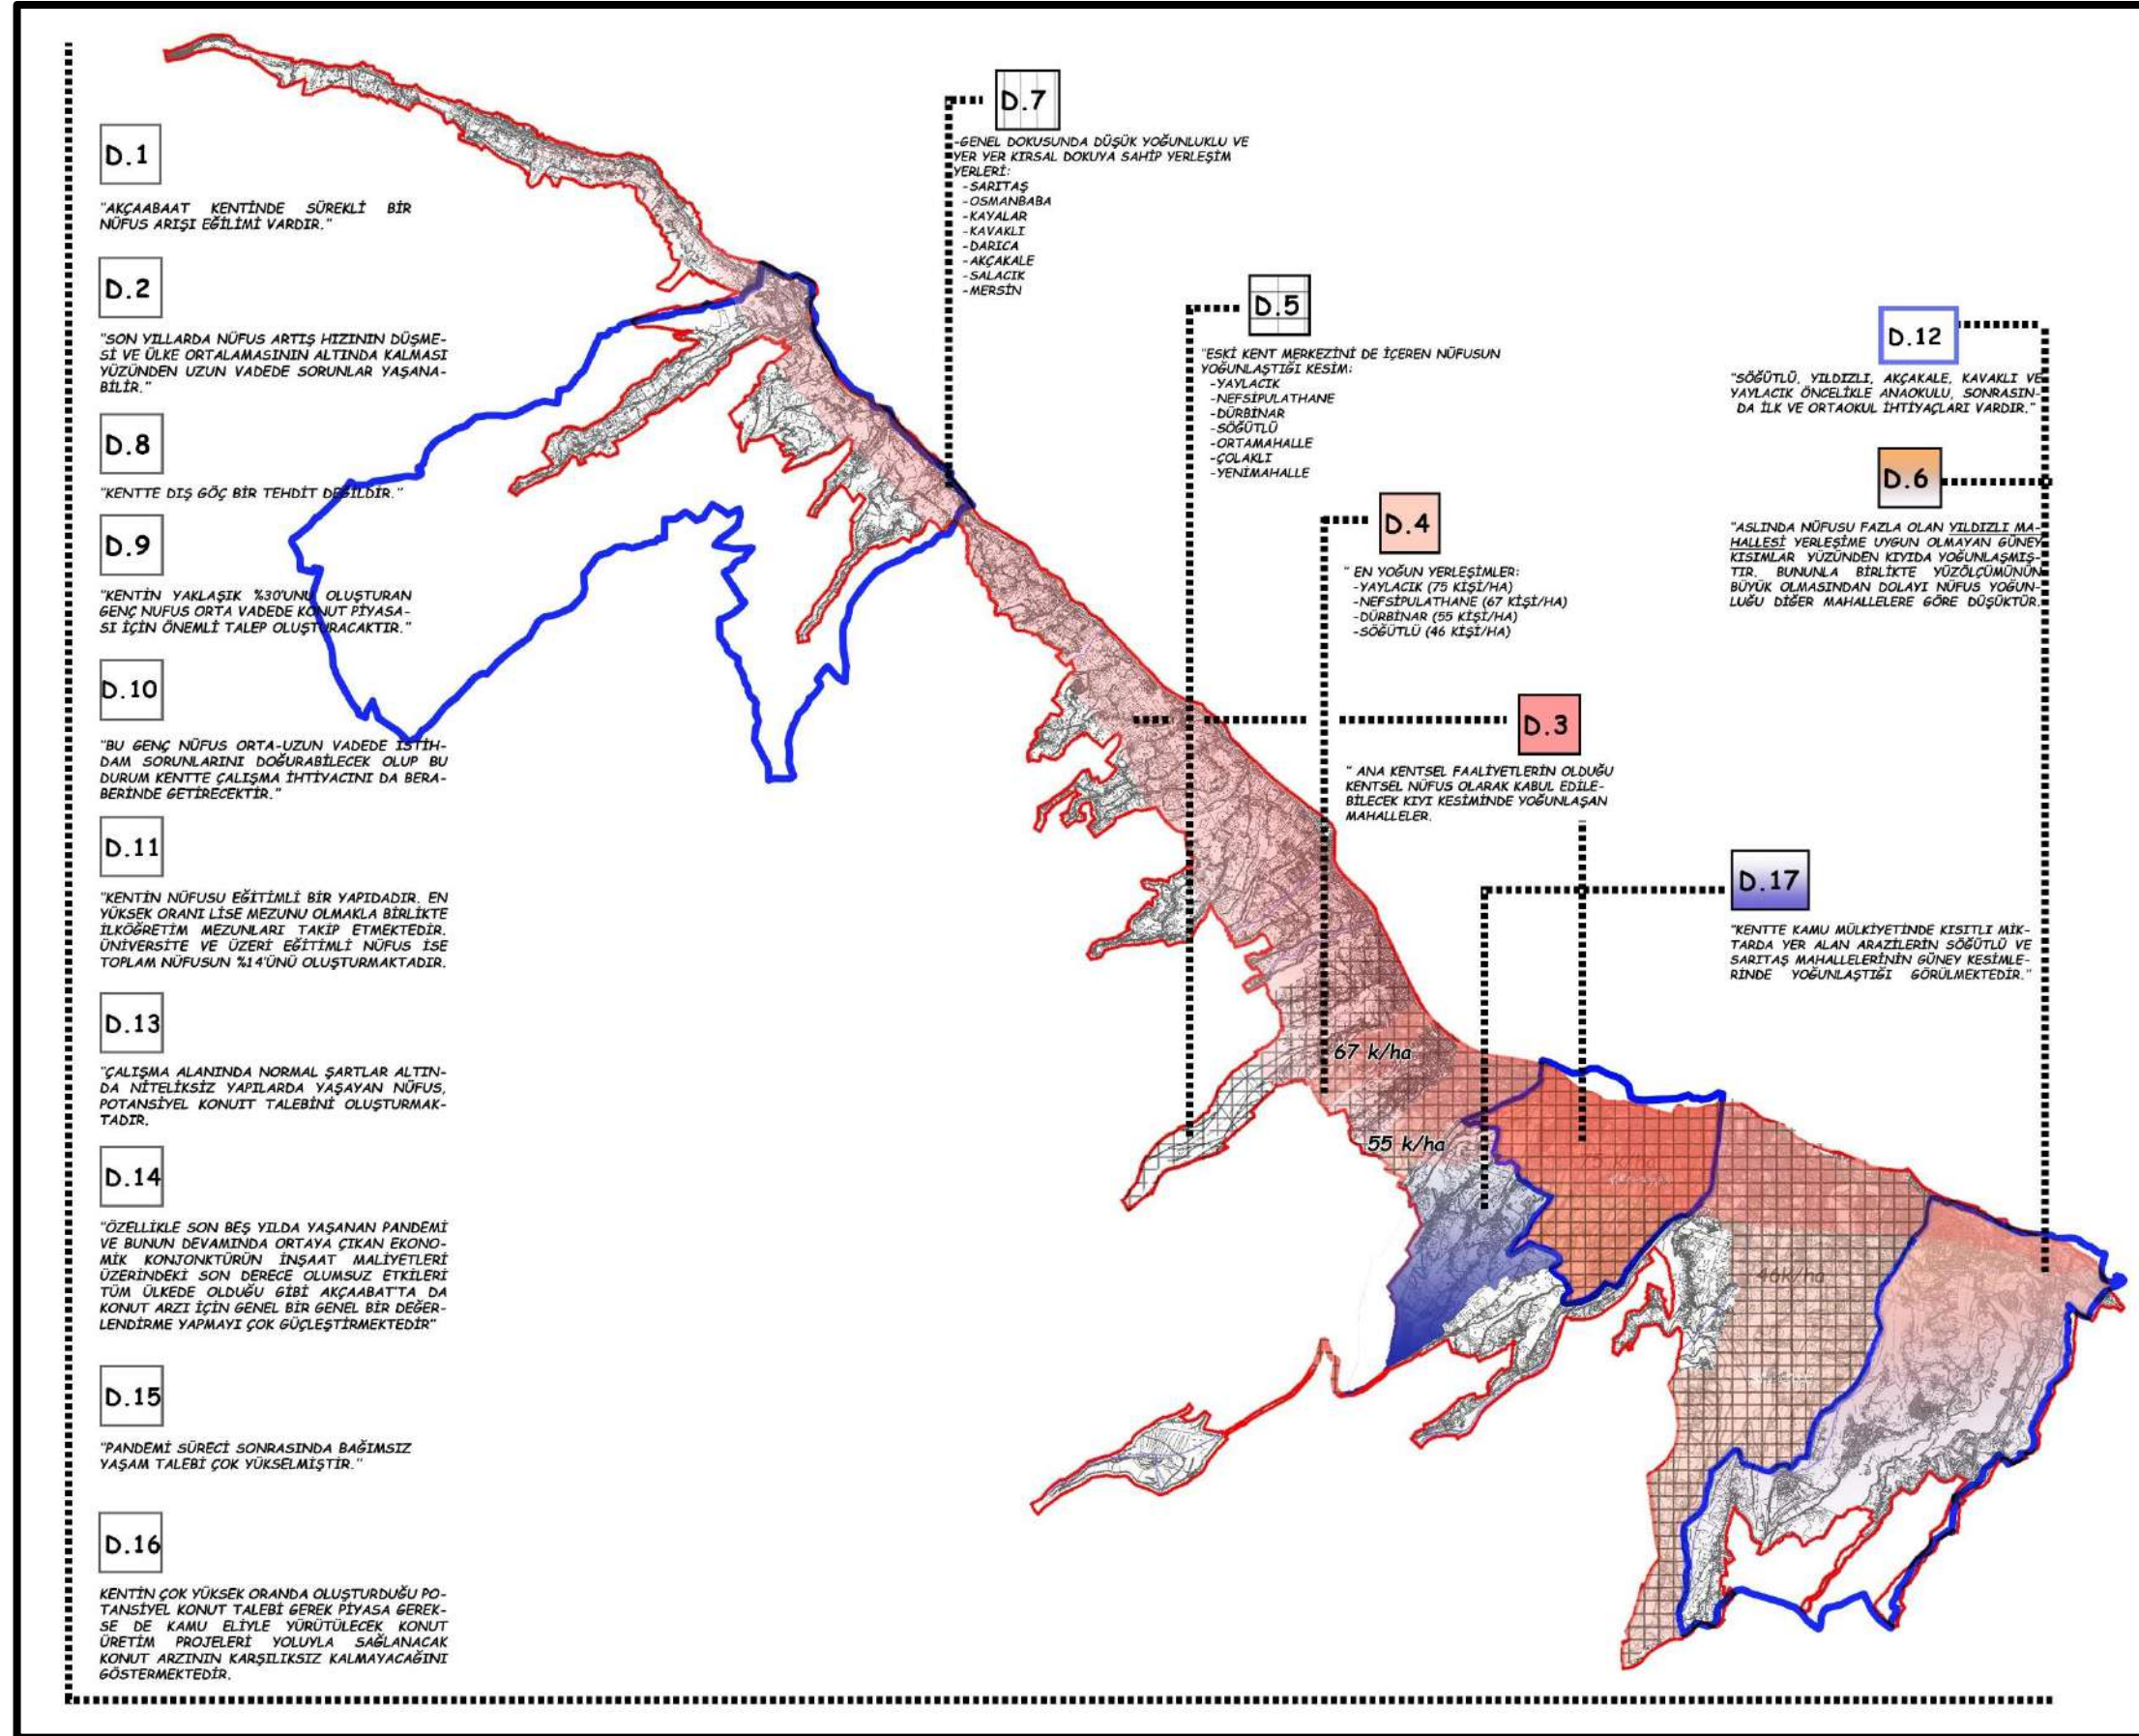 D.1
"AKÇAABAAT KENTİNDE SÜREKLİ BİR
NÜFUS ARIŞI EĞİLİMİ VARDIR."
D.2
"SON YILLARDA NÜFUS ARTIŞ HIZININ DÜŞME-
Sİ VE ÜLKE ORTALAMASININ ALTINDA KALMASI
YÜZÜNDEN UZUN VADEDE SORUNLAR YAŞANA-
BİLİR."
D.8
"KENTTE DIŞ GÖÇ BİR TEHDİT DEĞİLDİR."
D.9
"KENTİN YAKLAŞIK %30'UNU OLUŞTURAN
GENÇ NUFUS ORTA VADEDE KONUT PİYASA-
SI İÇİN ÖNEMLİ TALEP OLUŞTURACAKTIR."
D.10
"BU GENÇ NÜFUS ORTA-UZUN VADEDE İSTİH-
DAM SORUNLARINI DOĞURABİLECEK OLUP BU
DURUM KENTTE ÇALIŞMA İHTİYACINI DA BERA-
BERİNDE GETİRECEKTİR."
D.11
"KENTİN NÜFUSU EĞİTİMLİ BİR YAPIDADIR. EN
YÜKSEK ORANI LİSE MEZUNU OLMAKLA BİRLİKTE
İLKÖĞRETİM MEZUNLARI TAKİP ETMEKTEDİR.
ÜNİVERSİTE VE ÜZERİ EĞİTİMLİ NÜFUS İSE
TOPLAM NÜFUSUN %14'ÜNÜ OLUŞTURMAKTADIR.
D.13
"ÇALIŞMA ALANINDA NORMAL ŞARTLAR ALTIN-
DA NİTELİKSİZ YAPILARDA YAŞAYAN NÜFUS,
POTANSİYEL KONUIT TALEBİNİ OLUŞTURMAK-
TADIR.
D.14
"ÖZELLİKLE SON BEŞ YILDA YAŞANAN PANDEMİ
VE BUNUN DEVAMINDA ORTAYA ÇIKAN EKONO-
MİK KONJONKTÜRÜN İNŞAAT MALİYETLERİ
ÜZERİNDEKİ SON DERECE OLUMSUZ ETKİLERİ
TÜM ÜLKEDE OLDUĞU GİBİ AKÇAABAT'TA DA
KONUT ARZI İÇİN GENEL BİR GENEL BİR DEĞER-
LENDİRME YAPMAYI ÇOK GÜÇLEŞTİRMEKTEDİR"
D.15
"PANDEMİ SÜRECİ SONRASINDA BAĞIMSIZ
YAŞAM TALEBİ ÇOK YÜKSELMİŞTİR."
D.16
KENTİN ÇOK YÜKSEK ORANDA OLUŞTURDUĞU PO-
TANSİYEL KONUT TALEBİ GEREK PİYASA GEREK-
SE DE KAMU ELİYLE YÜRÜTÜLECEK KONUT
ÜRETİM PROJELERİ YOLUYLA SAĞLANACAK
KONUT ARZININ KARŞILIKSIZ KALMAYACAĞINI
GÖSTERMEKTEDİR.
D.7
-GENEL DOKUSUNDA DÜŞÜK YOĞUNLUKLU VE
YER YER KIRSAL DOKUYA SAHİP YERLEŞİM
YERLERİ:
-SARITAŞ
-OSMANBABA
-KAYALAR
-KAVAKLI
-DARICA
-AKÇAKALE
-SALACIK
-MERSİN
D.5
"ESKİ KENT MERKEZİNİ DE İÇEREN NÜFUSUN
YOĞUNLAŞTIĞI KESİM:
-YAYLACIK
-NEFSİPULATHANE
-DÜRBİNAR
-SÖĞÜTLÜ
-ORTAMAHALLE
-ÇOLAKLI
-YENİMAHALLE
D.4
" EN YOĞUN YERLEŞİMLER:
-YAYLACIK (75 KİŞİ/HA)
-NEFSİPULATHANE (67 KİŞİ/HA)
-DÜRBİNAR (55 KİŞİ/HA)
-SÖĞÜTLÜ (46 KİŞİ/HA)
D.3
" ANA KENTSEL FAALİYETLERİN OLDUĞU
KENTSEL NÜFUS OLARAK KABUL EDİLE-
BİLECEK KIYI KESİMİNDE YOĞUNLAŞAN
MAHALLELER.
D.12
"SÖĞÜTLÜ, YILDIZLI, AKÇAKALE, KAVAKLI VE
YAYLACIK ÖNCELİKLE ANAOKULU, SONRASIN-
DA İLK VE ORTAOKUL İHTİYAÇLARI VARDIR."
D.6
"ASLINDA NÜFUSU FAZLA OLAN YILDIZLI MA-
HALLESİ YERLEŞİME UYGUN OLMAYAN GÜNEY
KISIMLAR YÜZÜNDEN KIYIDA YOĞUNLAŞMIŞ-
TIR. BUNUNLA BİRLİKTE YÜZÖLÇÜMÜNÜN
BÜYÜK OLMASINDAN DOLAYI NÜFUS YOĞUN-
LUĞU DİĞER MAHALLELERE GÖRE DÜŞÜKTÜR.
D.17
"KENTTE KAMU MÜLKİYETİNDE KISITLI MİK-
TARDA YER ALAN ARAZİLERİN SÖĞÜTLÜ VE
SARITAŞ MAHALLELERİNİN GÜNEY KESİMLE-
RİNDE YOĞUNLAŞTIĞI GÖRÜLMEKTEDİR."
67 k/ha
55 k/ha
75 k/ha
46k/ha